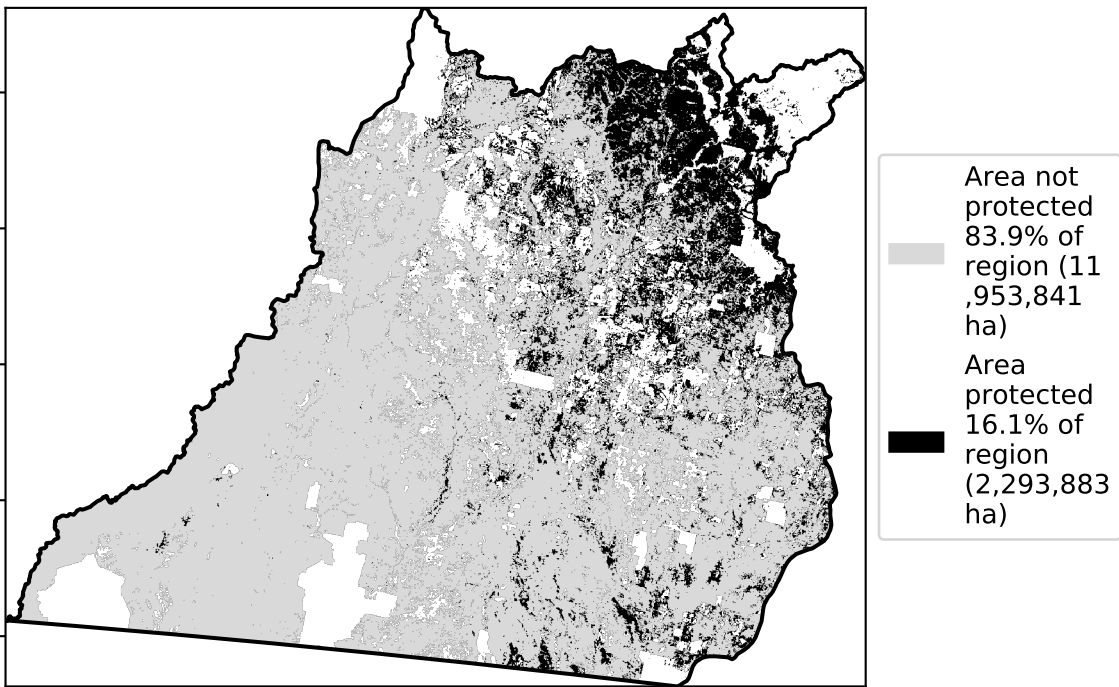 Area not
protected
83.9% of
region (11
,953,841
ha)
Area
protected
16.1% of
region
(2,293,883
ha)